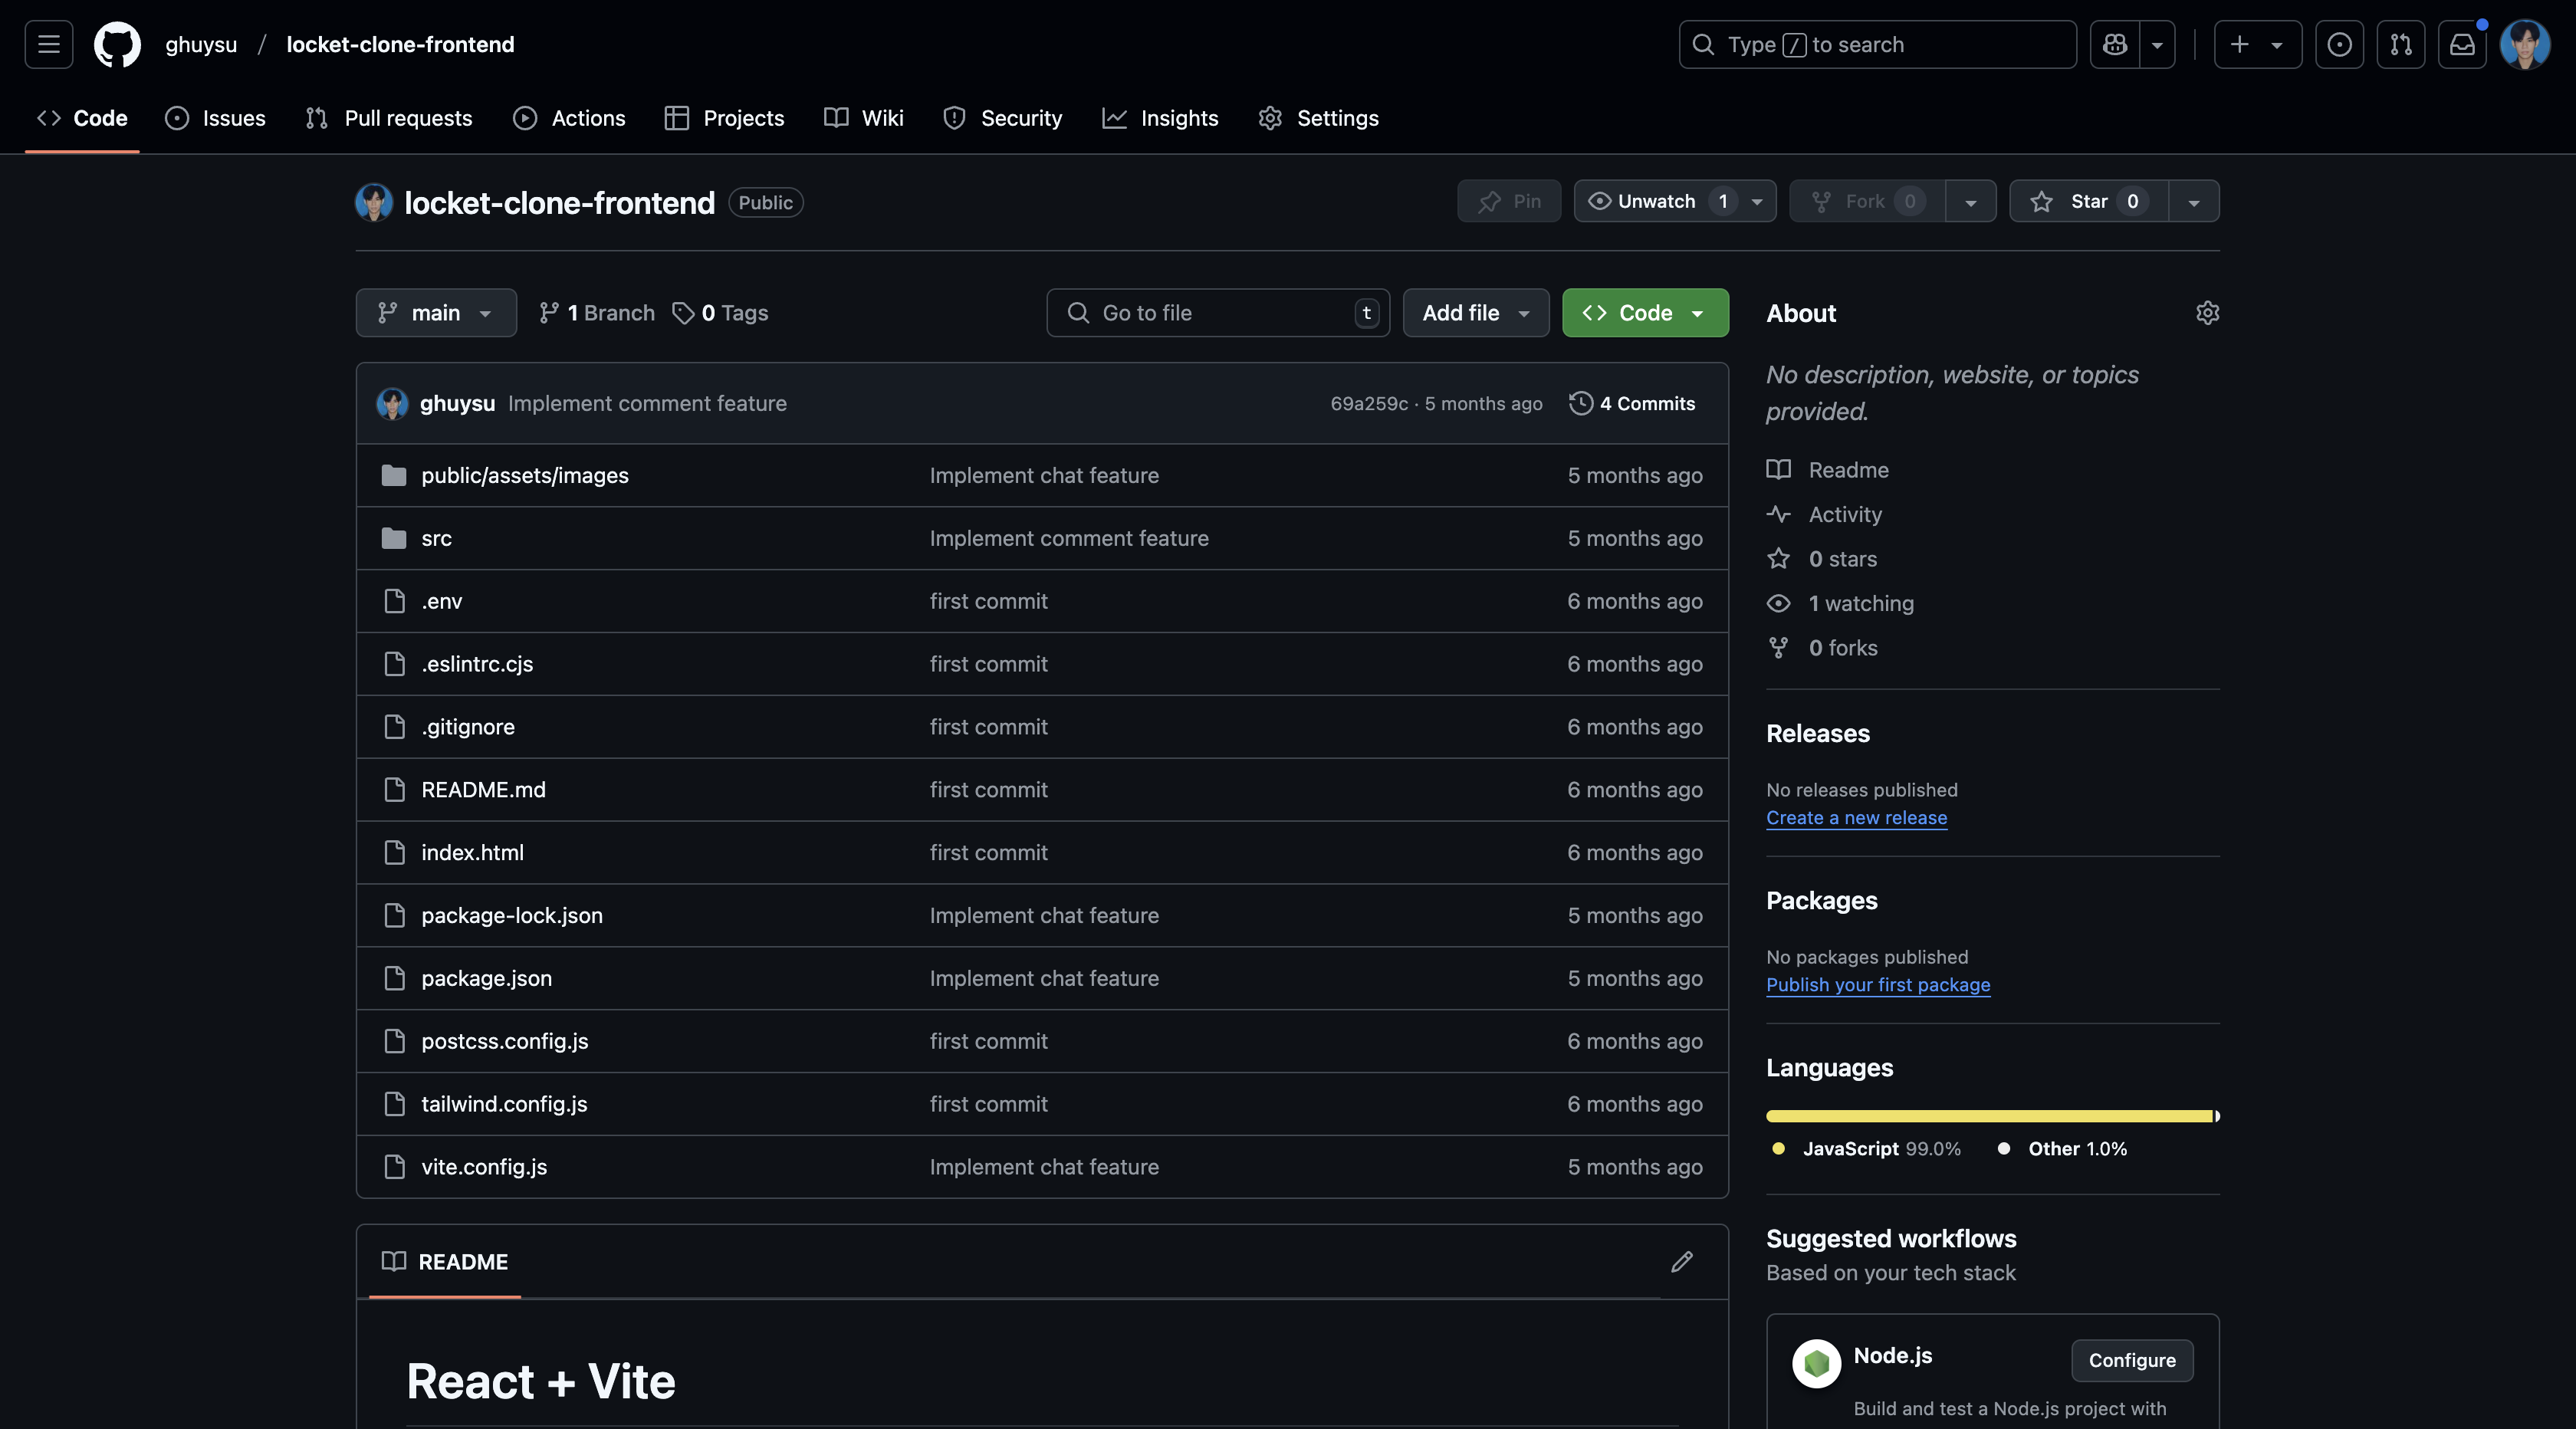 ghuysu / locket-clone-frontend
Type / to search
Code Issues Pull requests Actions Projects Wiki Security Insights Settings
locket-clone-frontend Public
Pin Unwatch 1 Fork 0 Star 0
main 1 Branch 0 Tags
Go to file t Add file Code
ghuysu Implement comment feature 69a259c · 5 months ago 4 Commits
public/assets/images Implement chat feature 5 months ago
src Implement comment feature 5 months ago
.env first commit 6 months ago
.eslintrc.cjs first commit 6 months ago
.gitignore first commit 6 months ago
README.md first commit 6 months ago
index.html first commit 6 months ago
package-lock.json Implement chat feature 5 months ago
package.json Implement chat feature 5 months ago
postcss.config.js first commit 6 months ago
tailwind.config.js first commit 6 months ago
vite.config.js Implement chat feature 5 months ago
README
React + Vite
About
No description, website, or topics
provided.
Readme
Activity
0 stars
1 watching
0 forks
Releases
No releases published
Create a new release
Packages
No packages published
Publish your first package
Languages
JavaScript 99.0% Other 1.0%
Suggested workflows
Based on your tech stack
Node.js Configure
Build and test a Node.js project with